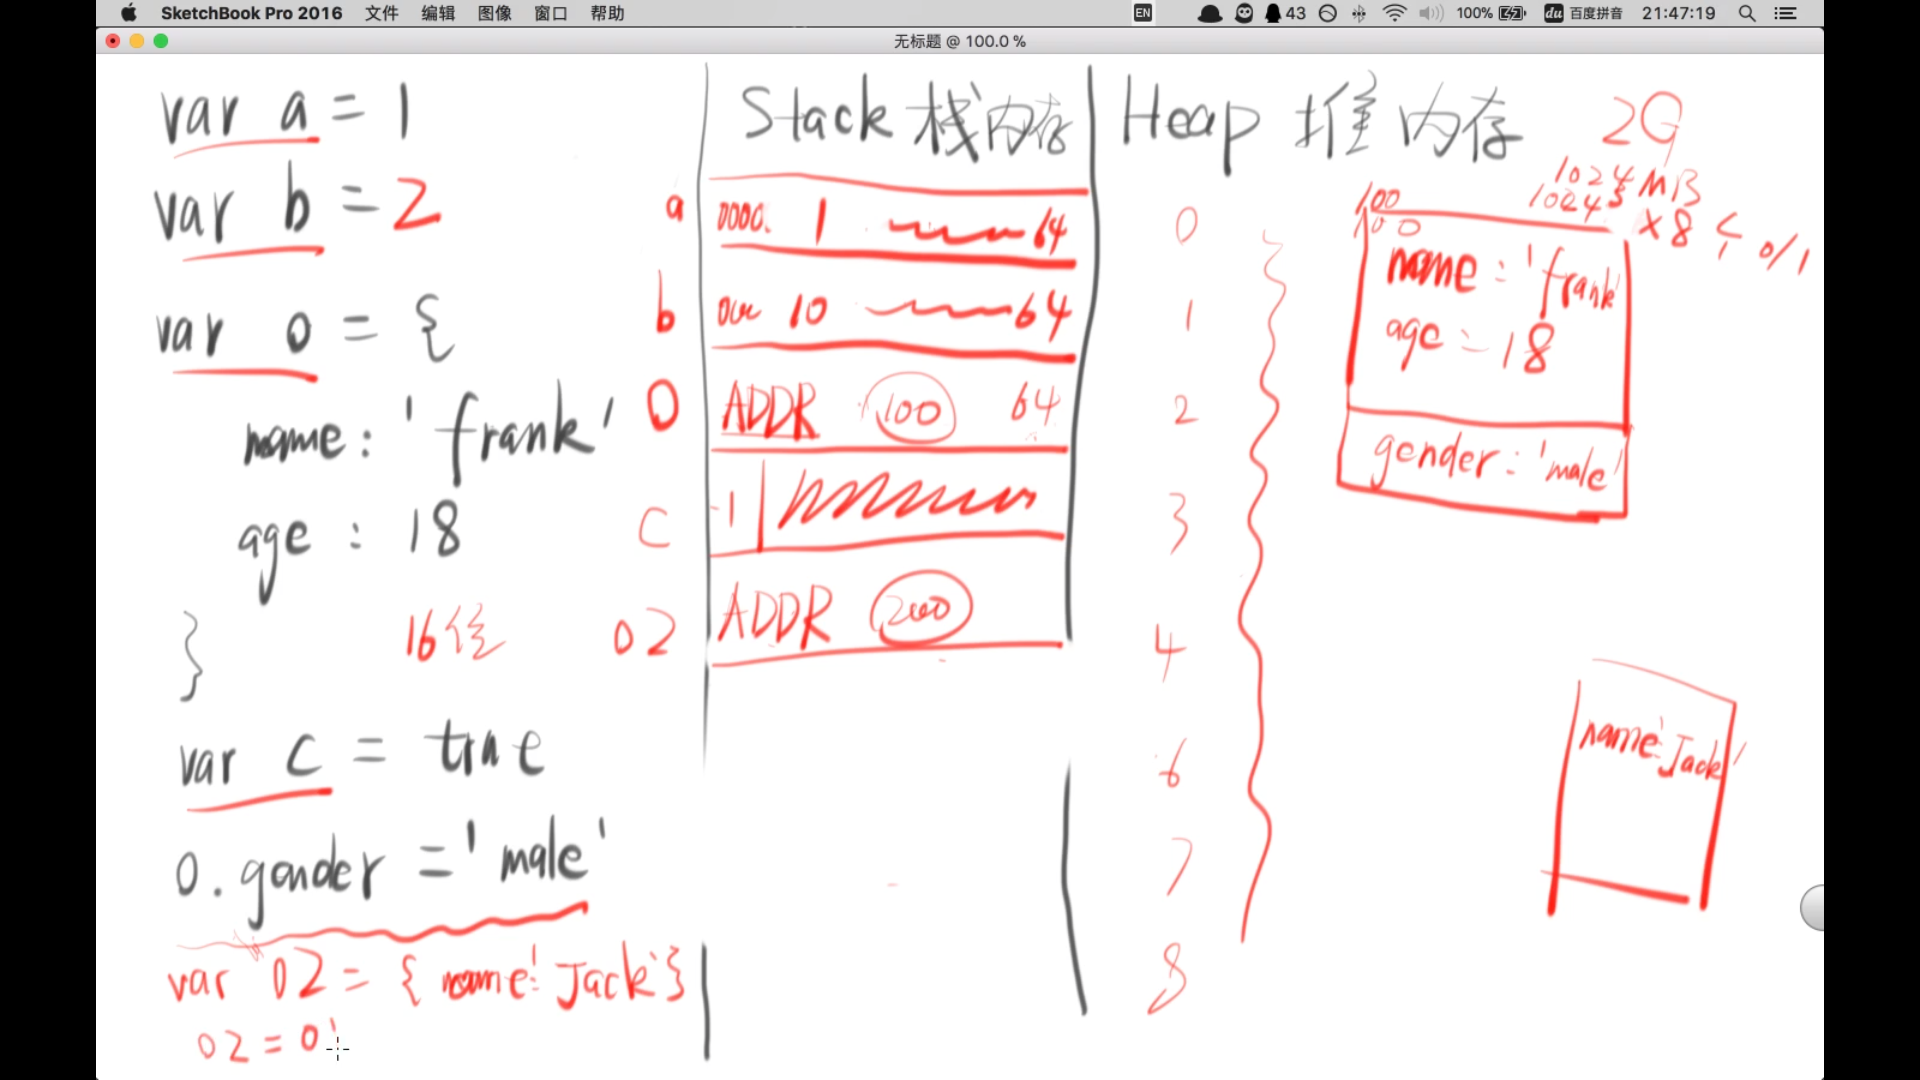 SketchBook Pro 2016 文件 编辑 图像 窗口 帮助
EN 43 100% du 百度拼音 21:47:19
无标题 @ 100.0 %
var a = 1
var b = 2
var o = {
name: 'frank'
age : 18
}
16位
var c = true
o.gender = 'male'
var o2 = { name: 'Jack' }
o2 = o
Stack 栈内存
a 0000. 1 64
b 10 64
o ADDR 100 64
c 1
o2 ADDR 200
Heap 堆内存
2G
1024 MB
1024
x 8 0/1
0
1
2
3
4
6
7
8
100
100
name : 'frank'
age : 18
gender : 'male'
name: 'Jack'